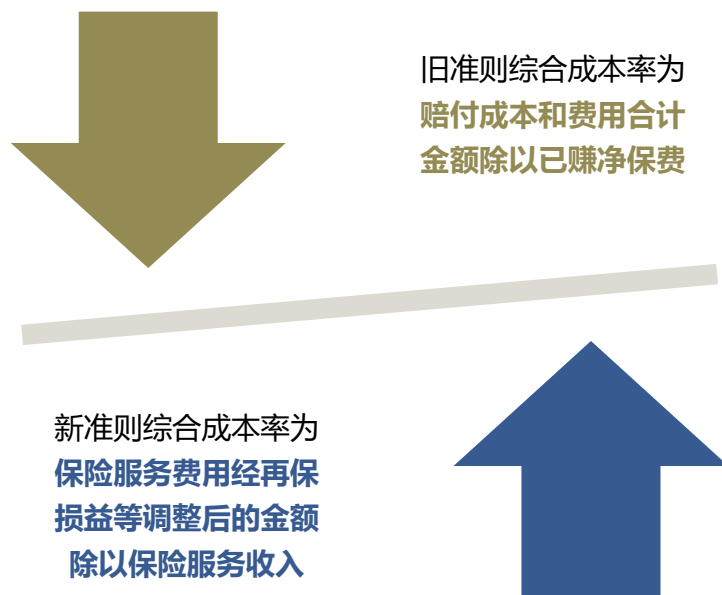 旧准则综合成本率为
赔付成本和费用合计
金额除以已赚净保费
新准则综合成本率为
保险服务费用经再保
损益等调整后的金额
除以保险服务收入